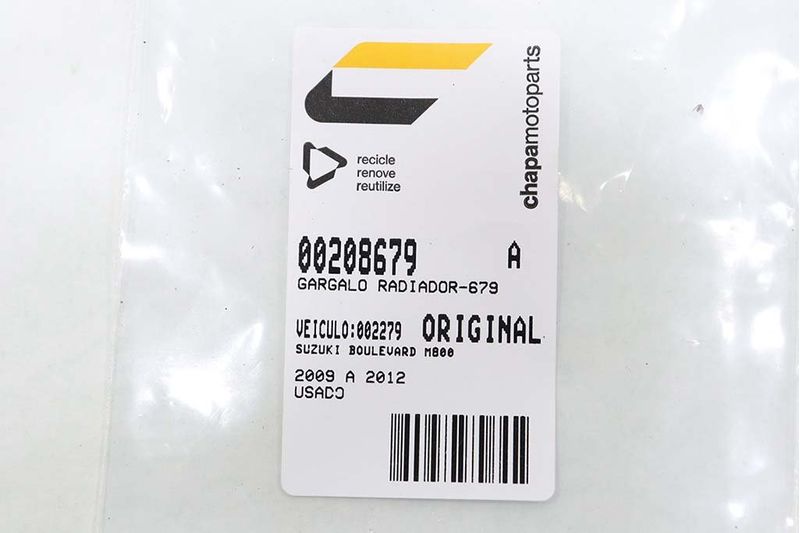 chapamotoparts
recicle
renove
reutilize
00208679 A
GARGALO RADIADOR-679
VEICULO:002279 ORIGINAL
SUZUKI BOULEVARD M800
2009 A 2012
USADO